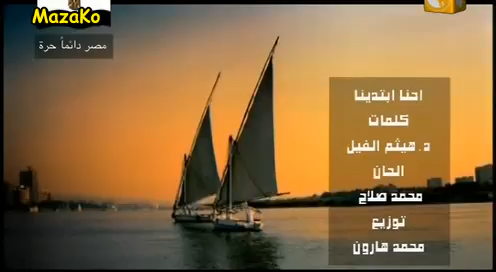 MazaKo
مصر دائماً حرة
احنا ابتدينا
كلمات
د. هيثم الفيل
الحان
محمد صلاح
توزيع
محمد هارون